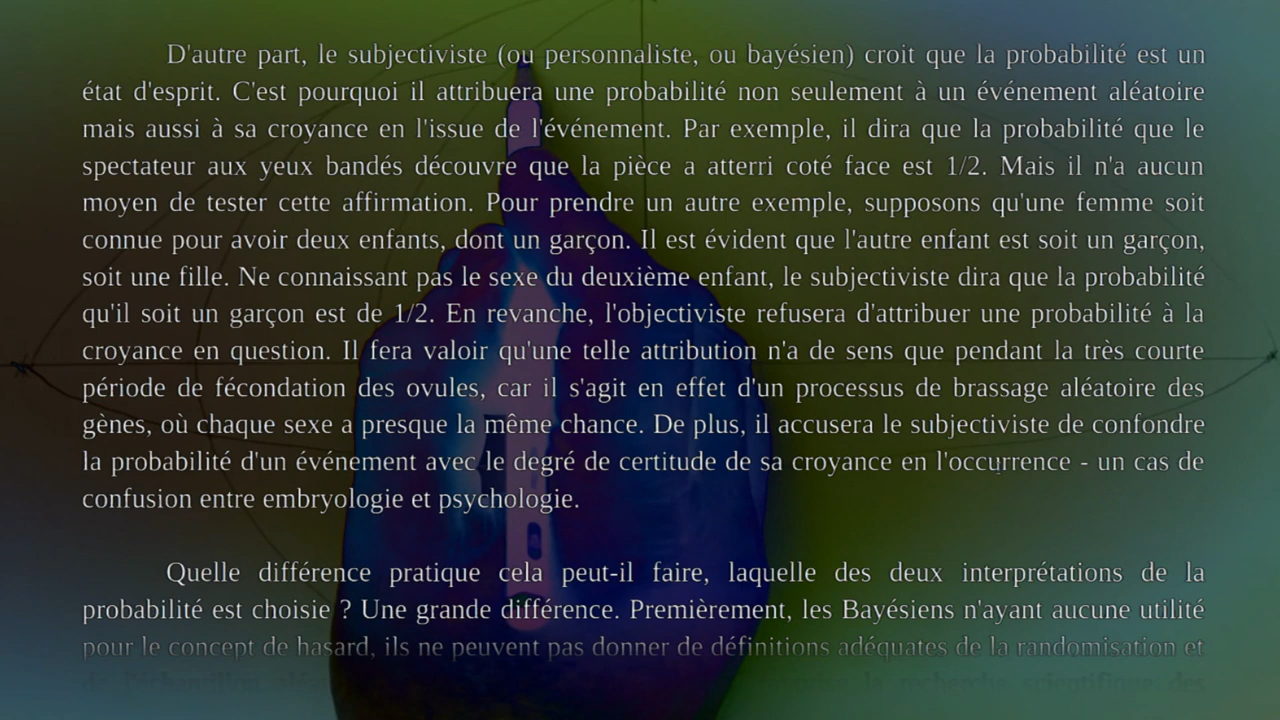 D'autre part, le subjectiviste (ou personnaliste, ou bayésien) croit que la probabilité est un
état d'esprit. C'est pourquoi il attribuera une probabilité non seulement à un événement aléatoire
mais aussi à sa croyance en l'issue de l'événement. Par exemple, il dira que la probabilité que le
spectateur aux yeux bandés découvre que la pièce a atterri coté face est 1/2. Mais il n'a aucun
moyen de tester cette affirmation. Pour prendre un autre exemple, supposons qu'une femme soit
connue pour avoir deux enfants, dont un garçon. Il est évident que l'autre enfant est soit un garçon,
soit une fille. Ne connaissant pas le sexe du deuxième enfant, le subjectiviste dira que la probabilité
qu'il soit un garçon est de 1/2. En revanche, l'objectiviste refusera d'attribuer une probabilité à la
croyance en question. Il fera valoir qu'une telle attribution n'a de sens que pendant la très courte
période de fécondation des ovules, car il s'agit en effet d'un processus de brassage aléatoire des
gènes, où chaque sexe a presque la même chance. De plus, il accusera le subjectiviste de confondre
la probabilité d'un événement avec le degré de certitude de sa croyance en l'occurrence - un cas de
confusion entre embryologie et psychologie.
Quelle différence pratique cela peut-il faire, laquelle des deux interprétations de la
probabilité est choisie ? Une grande différence. Premièrement, les Bayésiens n'ayant aucune utilité
pour le concept de hasard, ils ne peuvent pas donner de définitions adéquates de la randomisation et
la recherche scientifique des